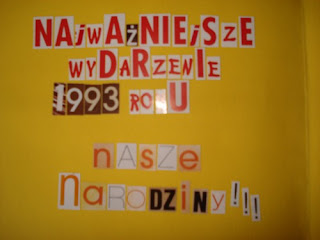 NAjwAżNIEjSzE
wyDARzENIE
1993 roku
nASze
NARODZINy!!!